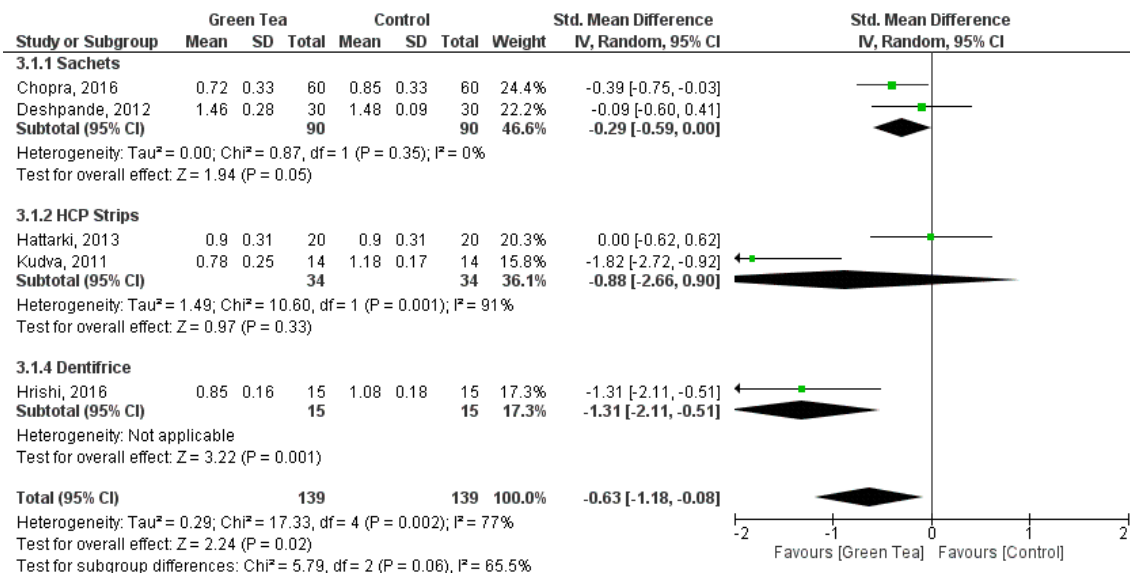 Green Tea Control Std. Mean Difference Std. Mean Difference
Study or Subgroup Mean SD Total Mean SD Total Weight IV, Random, 95% CI IV, Random, 95% CI
3.1.1 Sachets
Chopra, 2016 0.72 0.33 60 0.85 0.33 60 24.4% -0.39 [-0.75, -0.03]
Deshpande, 2012 1.46 0.28 30 1.48 0.09 30 22.2% -0.09 [-0.60, 0.41]
Subtotal (95% CI) 90 90 46.6% -0.29 [-0.59, 0.00]
Heterogeneity: Tau² = 0.00; Chi² = 0.87, df = 1 (P = 0.35); I² = 0%
Test for overall effect: Z = 1.94 (P = 0.05)
3.1.2 HCP Strips
Hattarki, 2013 0.9 0.31 20 0.9 0.31 20 20.3% 0.00 [-0.62, 0.62]
Kudva, 2011 0.78 0.25 14 1.18 0.17 14 15.8% -1.82 [-2.72, -0.92]
Subtotal (95% CI) 34 34 36.1% -0.88 [-2.66, 0.90]
Heterogeneity: Tau² = 1.49; Chi² = 10.60, df = 1 (P = 0.001); I² = 91%
Test for overall effect: Z = 0.97 (P = 0.33)
3.1.4 Dentifrice
Hrishi, 2016 0.85 0.16 15 1.08 0.18 15 17.3% -1.31 [-2.11, -0.51]
Subtotal (95% CI) 15 15 17.3% -1.31 [-2.11, -0.51]
Heterogeneity: Not applicable
Test for overall effect: Z = 3.22 (P = 0.001)
Total (95% CI) 139 139 100.0% -0.63 [-1.18, -0.08]
Heterogeneity: Tau² = 0.29; Chi² = 17.33, df = 4 (P = 0.002); I² = 77%
Test for overall effect: Z = 2.24 (P = 0.02)
Test for subgroup differences: Chi² = 5.79, df = 2 (P = 0.06), I² = 65.5%
-2 -1 0 1 2
Favours [Green Tea] Favours [Control]